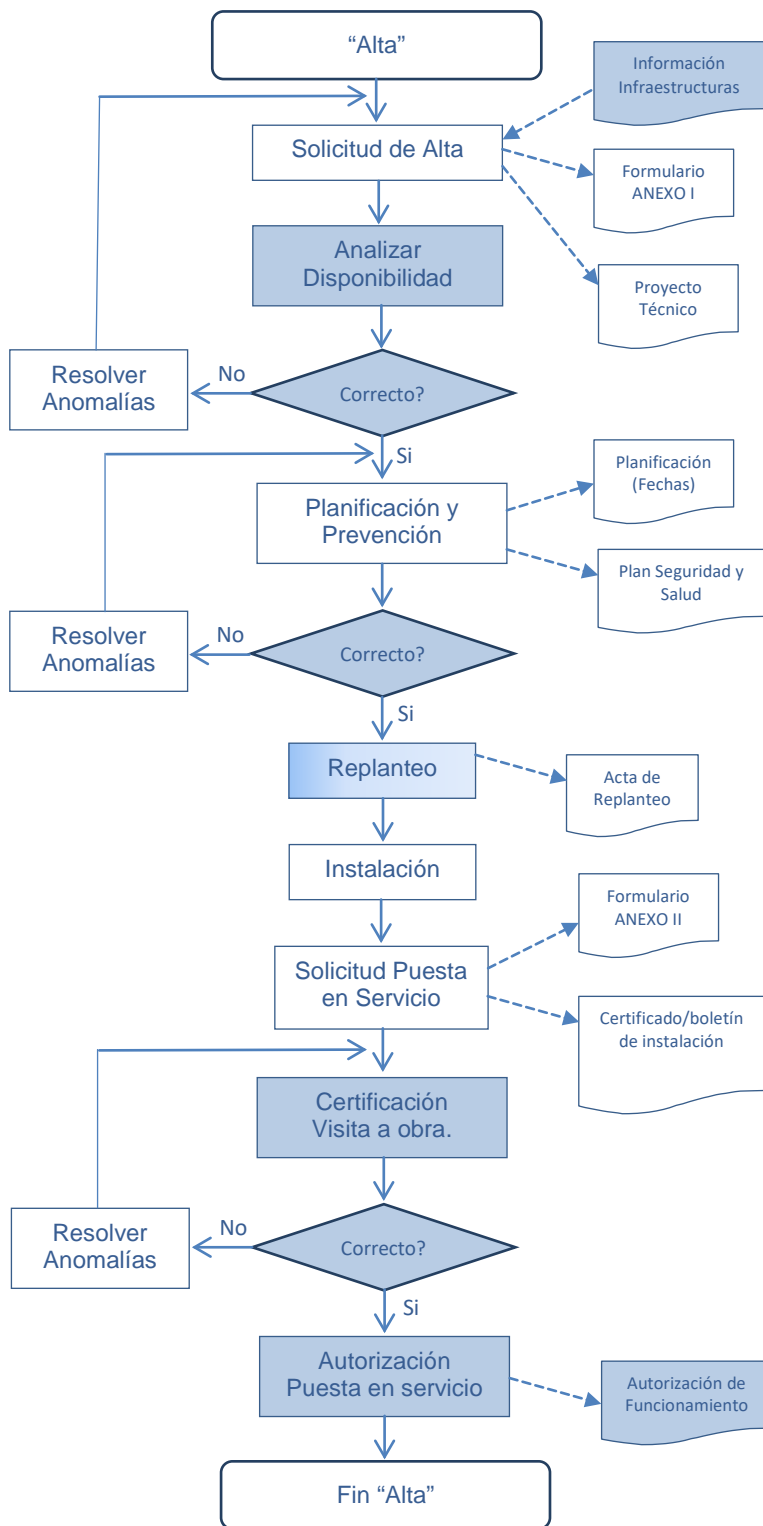 “Alta”
Información
Infraestructuras
Solicitud de Alta
Formulario
ANEXO I
Analizar
Disponibilidad
Proyecto
Técnico
Resolver
Anomalías
No
Correcto?
Si
Planificación
(Fechas)
Planificación y
Prevención
Plan Seguridad y
Salud
Resolver
Anomalías
No
Correcto?
Si
Replanteo
Acta de
Replanteo
Instalación
Formulario
ANEXO II
Solicitud Puesta
en Servicio
Certificado/boletín
de instalación
Certificación
Visita a obra.
Resolver
Anomalías
No
Correcto?
Si
Autorización
Puesta en servicio
Autorización de
Funcionamiento
Fin “Alta”